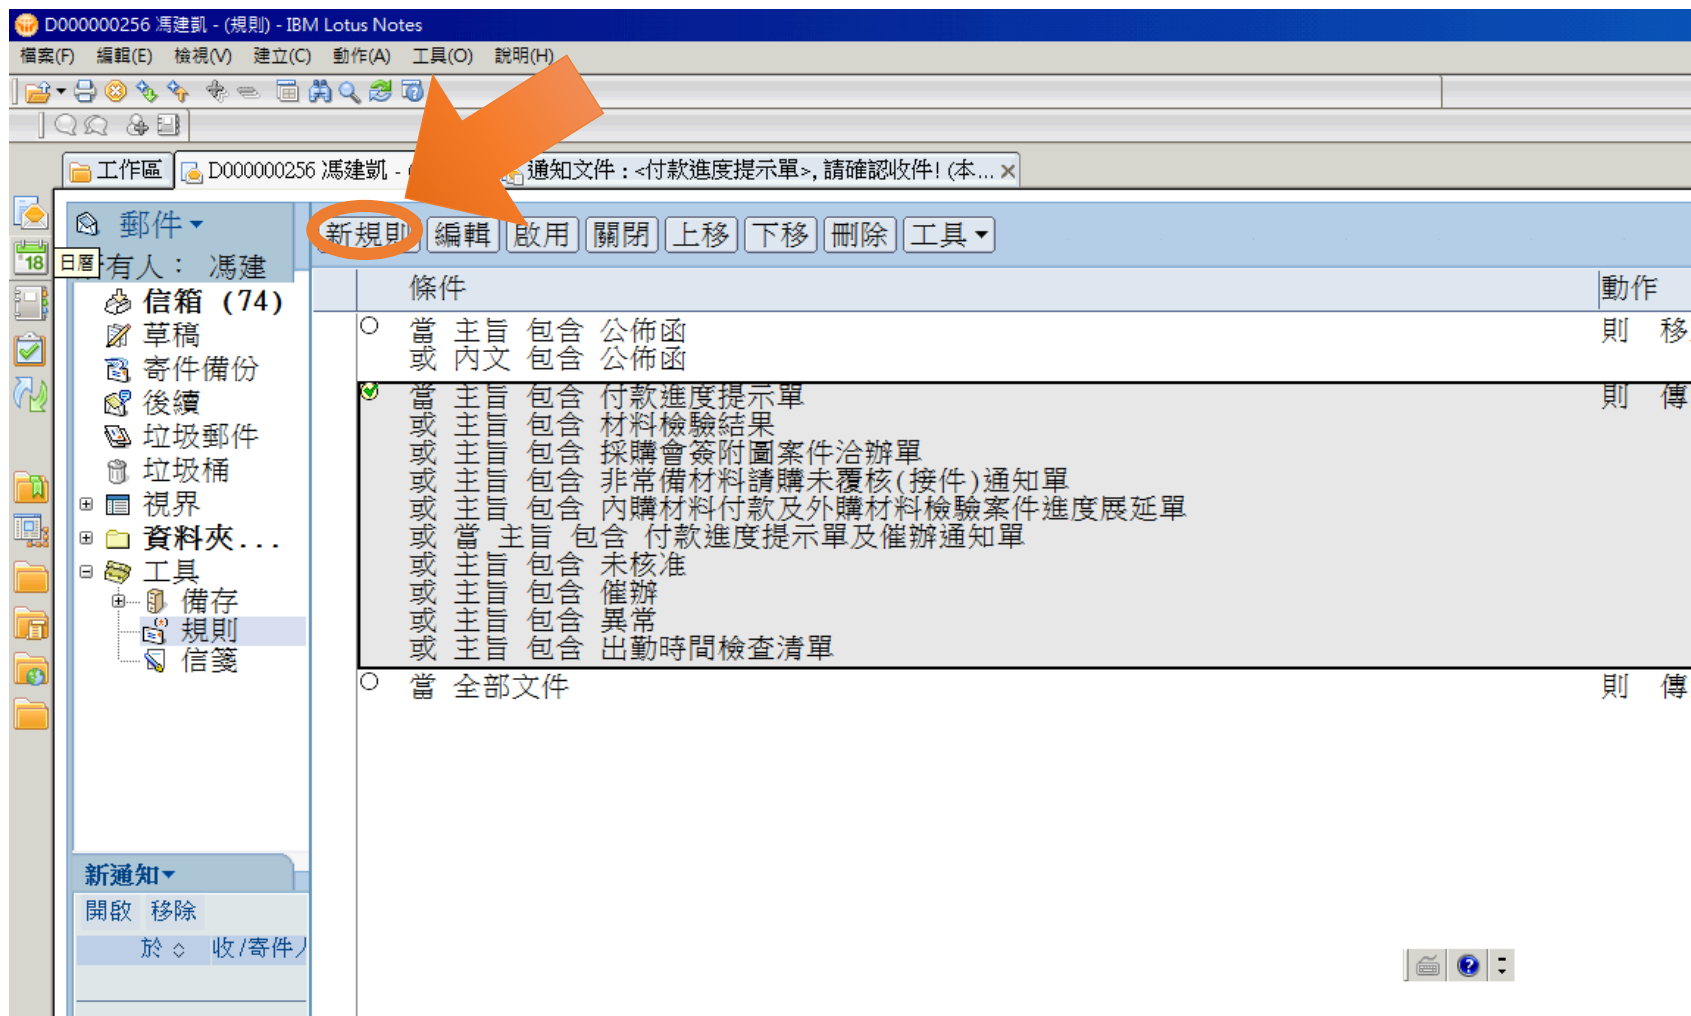 D000000256 馮建凱 - (規則) - IBM Lotus Notes
檔案(F) 編輯(E) 檢視(V) 建立(C) 動作(A) 工具(O) 說明(H)
工作區 D000000256 馮建凱 - 通知文件 : <付款進度提示單>, 請確認收件! (本...
郵件
新規則 編輯 啟用 關閉 上移 下移 刪除 工具
18 日曆 有人： 馮建
條件 動作
信箱 (74)
草稿
寄件備份
後續
垃圾郵件
垃圾桶
視界
資料夾...
工具
備存
規則
信箋
當 主旨 包含 公佈函 則 移
或 內文 包含 公佈函
當 主旨 包含 付款進度提示單 則 傳
或 主旨 包含 材料檢驗結果
或 主旨 包含 採購會簽附圖案件洽辦單
或 主旨 包含 非常備材料請購未覆核(接件)通知單
或 主旨 包含 內購材料付款及外購材料檢驗案件進度展延單
或 當 主旨 包含 付款進度提示單及催辦通知單
或 主旨 包含 未核准
或 主旨 包含 催辦
或 主旨 包含 異常
或 主旨 包含 出勤時間檢查清單
當 全部文件 則 傳
新通知
開啟 移除
於 收/寄件人